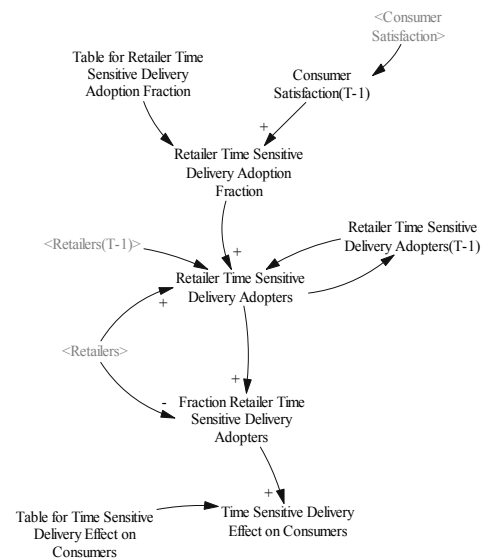 <Consumer
Satisfaction>
Table for Retailer Time
Sensitive Delivery
Adoption Fraction
Consumer
Satisfaction(T-1)
+
Retailer Time Sensitive
Delivery Adoption
Fraction
<Retailers(T-1)>
+
Retailer Time Sensitive
Delivery Adopters(T-1)
Retailer Time Sensitive
Delivery Adopters
+
<Retailers>
+
-
Fraction Retailer Time
Sensitive Delivery
Adopters
+
Time Sensitive Delivery
Effect on Consumers
Table for Time Sensitive
Delivery Effect on
Consumers